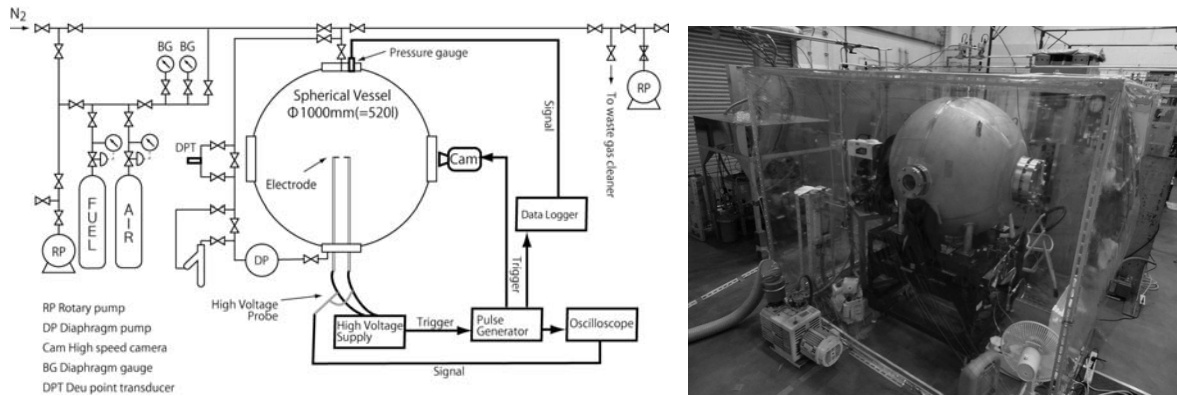 N2
BG BG
Pressure gauge
Spherical Vessel
Φ1000mm(=520l)
RP
To waste gas cleaner
Signal
DPT
Cam
Electrode
FUEL
AIR
Data Logger
RP
DP
Trigger
High Voltage
Probe
RP Rotary pump
DP Diaphragm pump
Cam High speed camera
BG Diaphragm gauge
DPT Deu point transducer
High Voltage
Supply
Trigger
Pulse
Generator
Oscilloscope
Signal